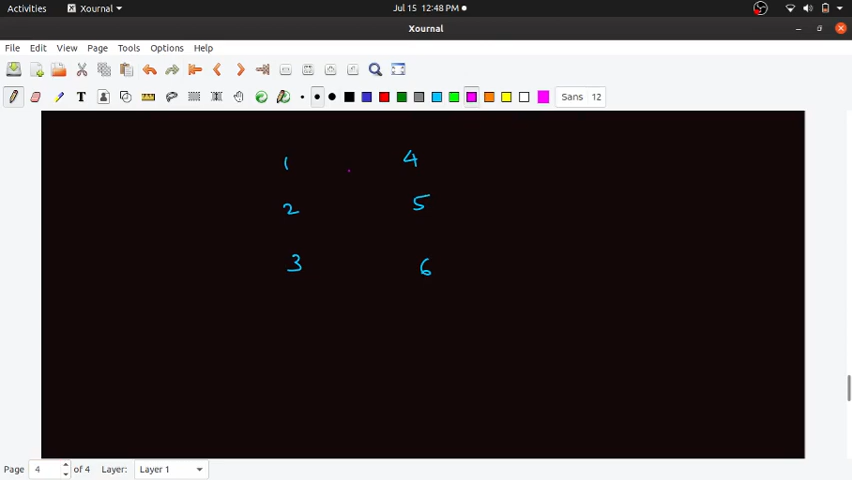 Activities Xournal Jul 15 12:48 PM
Xournal
File Edit View Page Tools Options Help
T Sans 12
1 4
2 5
3 6
Page 4 of 4 Layer: Layer 1